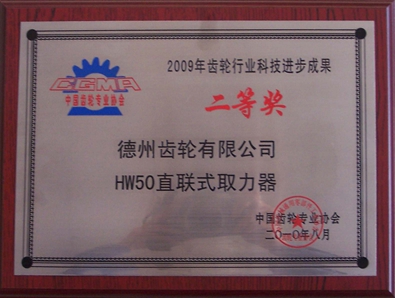 CGMA
中国齿轮专业协会
2009年齿轮行业科技进步成果
二等奖
德州齿轮有限公司
HW50直联式取力器
中国齿轮专业协会
二〇一〇年八月